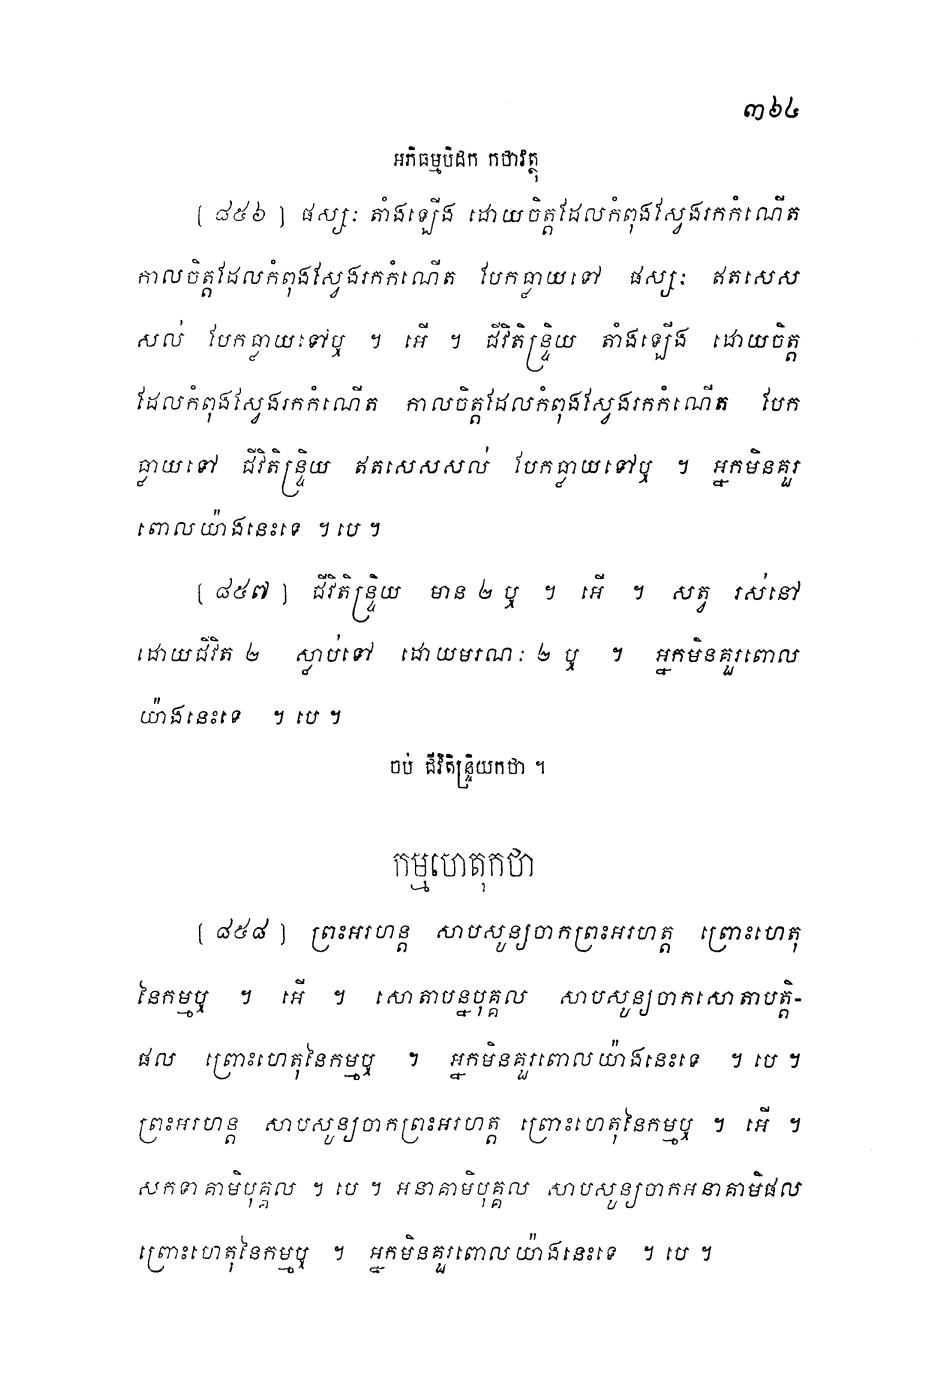 ៣៦៤
អភិធម្មបិដក កថាវត្ថុ
[ ៨៥៦ ] ផស្សៈ តាំងឡើង ដោយចិត្តដែលកំពុងស្វែងរកកំណើត
កាលចិត្តដែលកំពុងស្វែងរកកំណើត បែកធ្លាយទៅ ផស្សៈ ឥតសេស
សល់ បែកធ្លាយទៅឬ ។ អើ ។ ជីវិតិន្ទ្រិយ តាំងឡើង ដោយចិត្ត
ដែលកំពុងស្វែងរកកំណើត កាលចិត្តដែលកំពុងស្វែងរកកំណើត បែក
ធ្លាយទៅ ជីវិតិន្ទ្រិយ ឥតសេសសល់ បែកធ្លាយទៅឬ ។ អ្នកមិនគួរ
ពោលយ៉ាងនេះទេ ។ បេ ។
[ ៨៥៧ ] ជីវិតិន្ទ្រិយ មាន ២ ឬ ។ អើ ។ សត្វ រស់នៅ
ដោយជីវិត ២ ស្លាប់ទៅ ដោយមរណៈ ២ ឬ ។ អ្នកមិនគួរពោល
យ៉ាងនេះទេ ។ បេ ។
ចប់ ជីវិតិន្ទ្រិយកថា ។
កម្មហេតុកថា
[ ៨៥៨ ] ព្រះអរហន្ត សាបសូន្យចាកព្រះអរហត្ត ព្រោះហេតុ
នៃកម្មឬ ។ អើ ។ សោតាបន្នបុគ្គល សាបសូន្យចាកសោតាបត្តិ-
ផល ព្រោះហេតុនៃកម្មឬ ។ អ្នកមិនគួរពោលយ៉ាងនេះទេ ។ បេ ។
ព្រះអរហន្ត សាបសូន្យចាកព្រះអរហត្ត ព្រោះហេតុនៃកម្មឬ ។ អើ ។
សកទាគាមិបុគ្គល ។ បេ ។ អនាគាមិបុគ្គល សាបសូន្យចាកអនាគាមិផល
ព្រោះហេតុនៃកម្មឬ ។ អ្នកមិនគួរពោលយ៉ាងនេះទេ ។ បេ ។